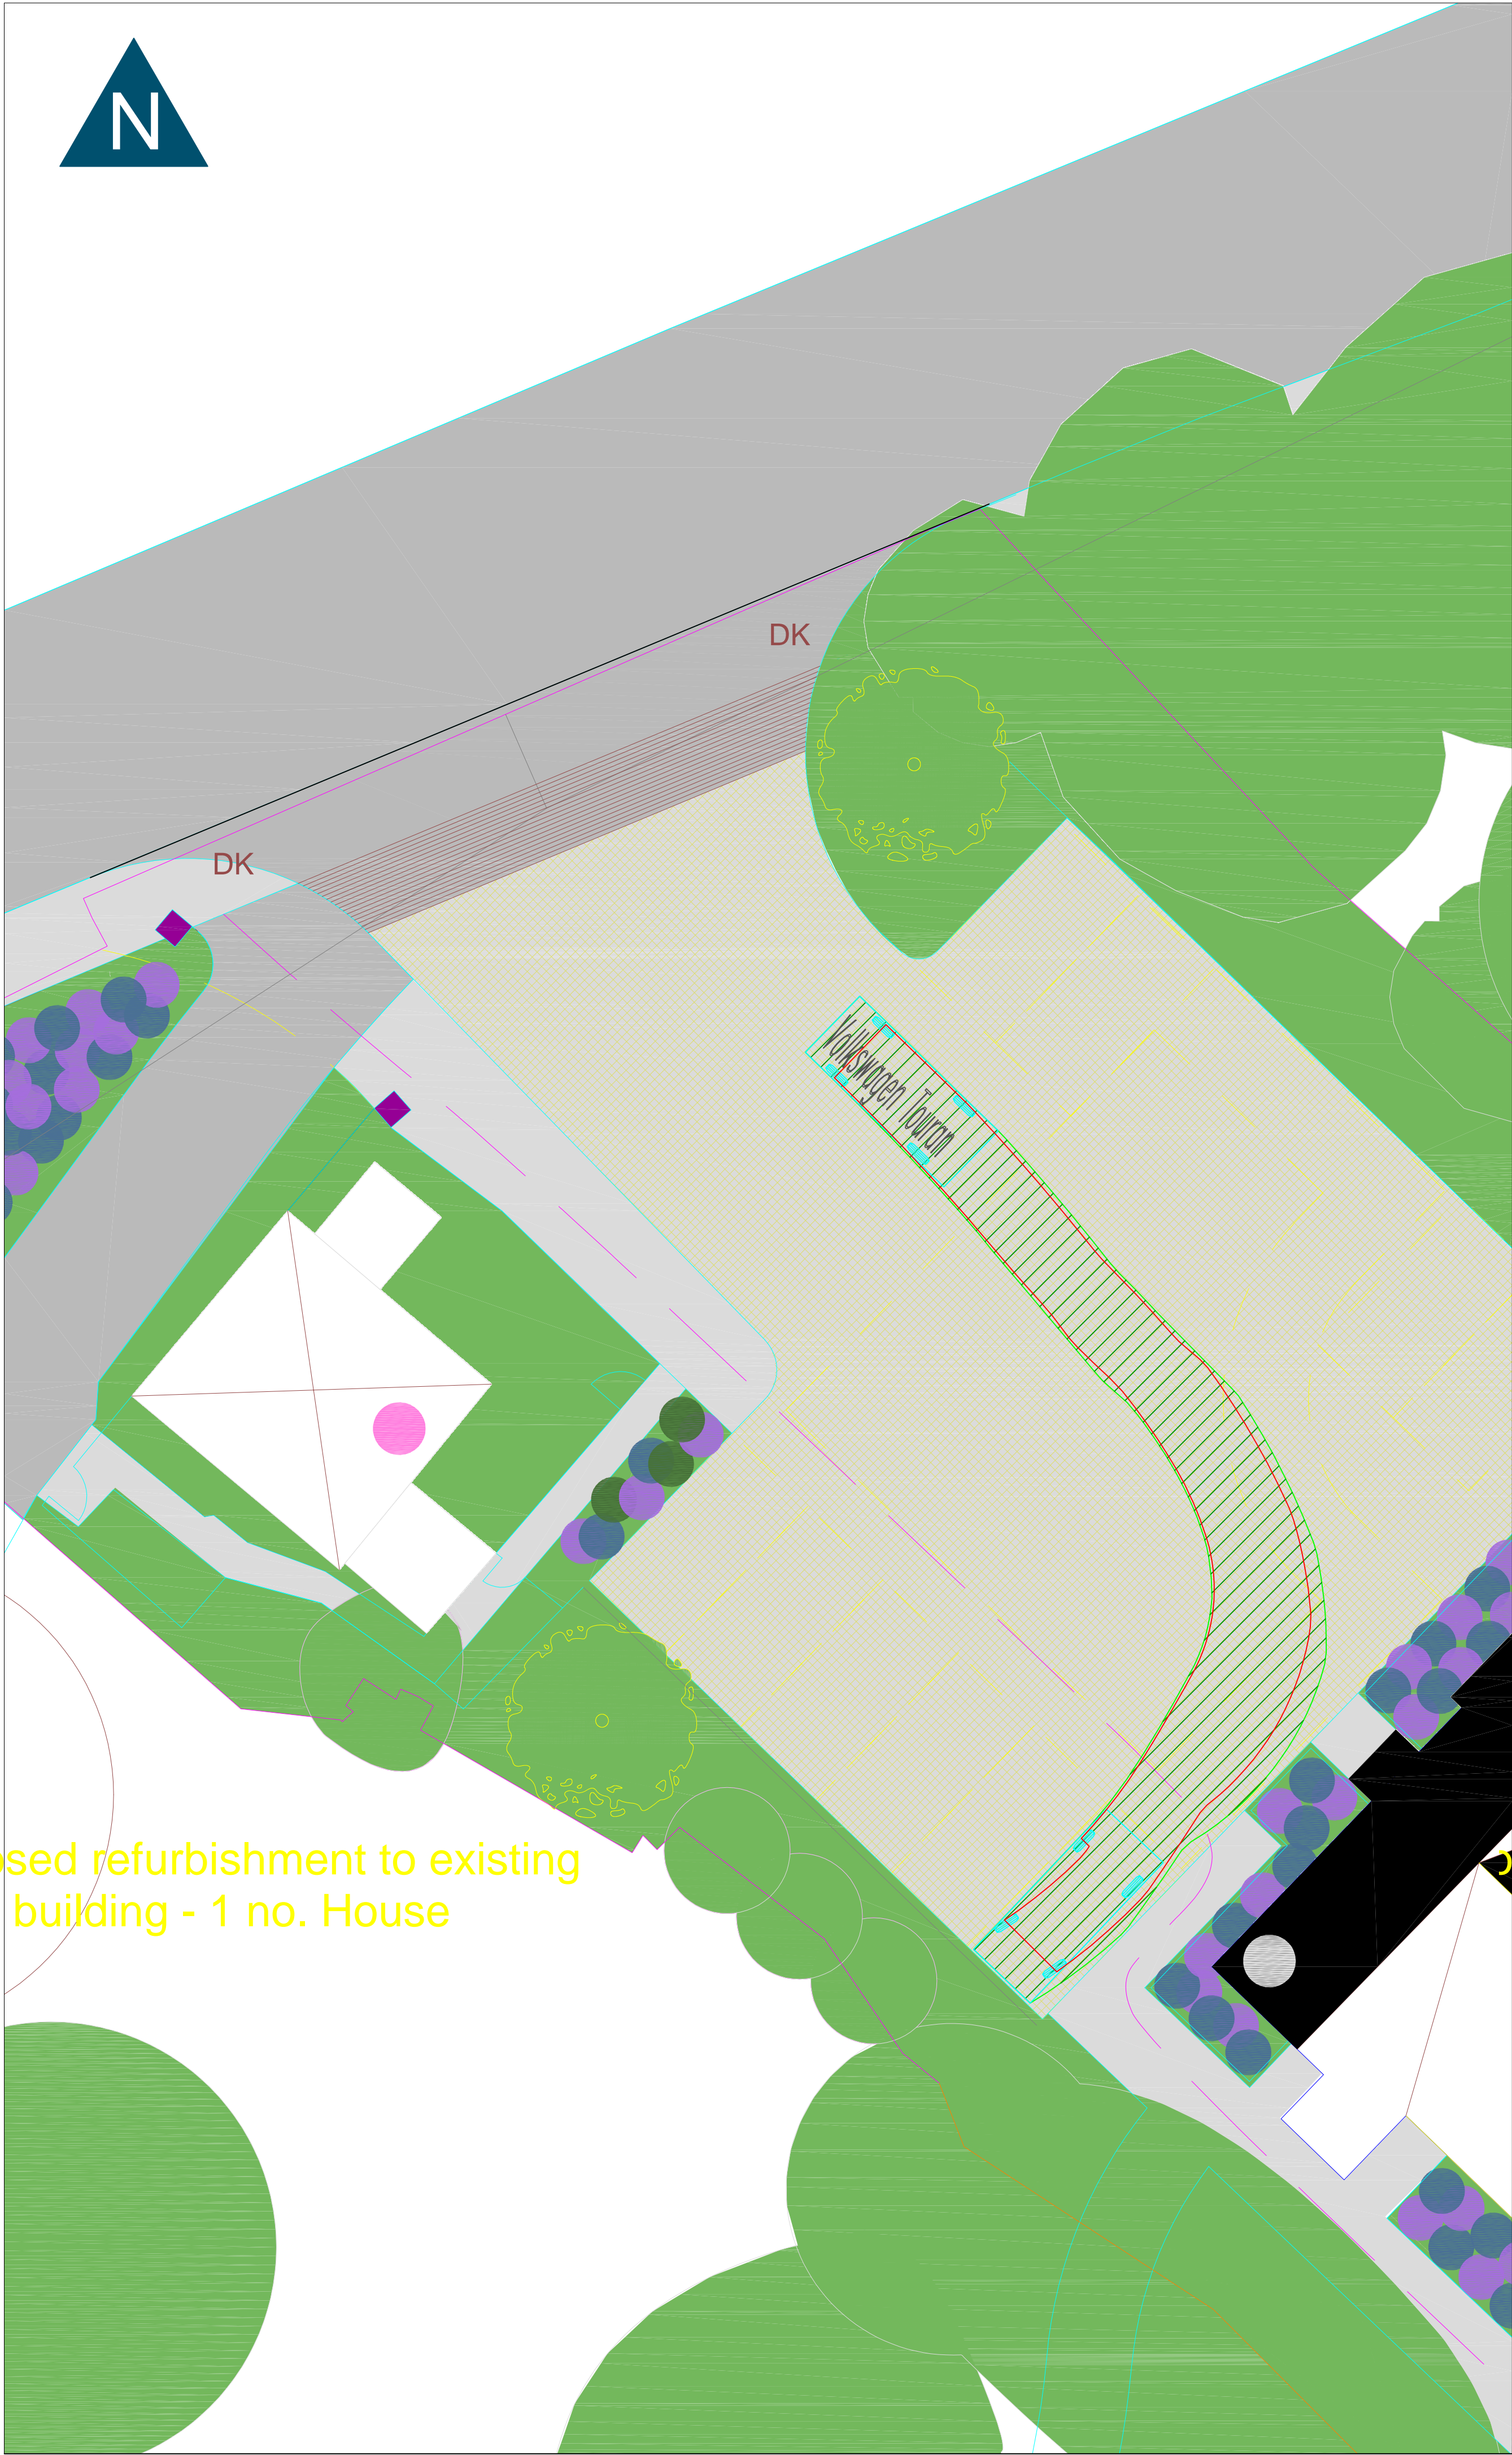 N
DK
DK
Volkswagen Touran
osed refurbishment to existing
building - 1 no. House